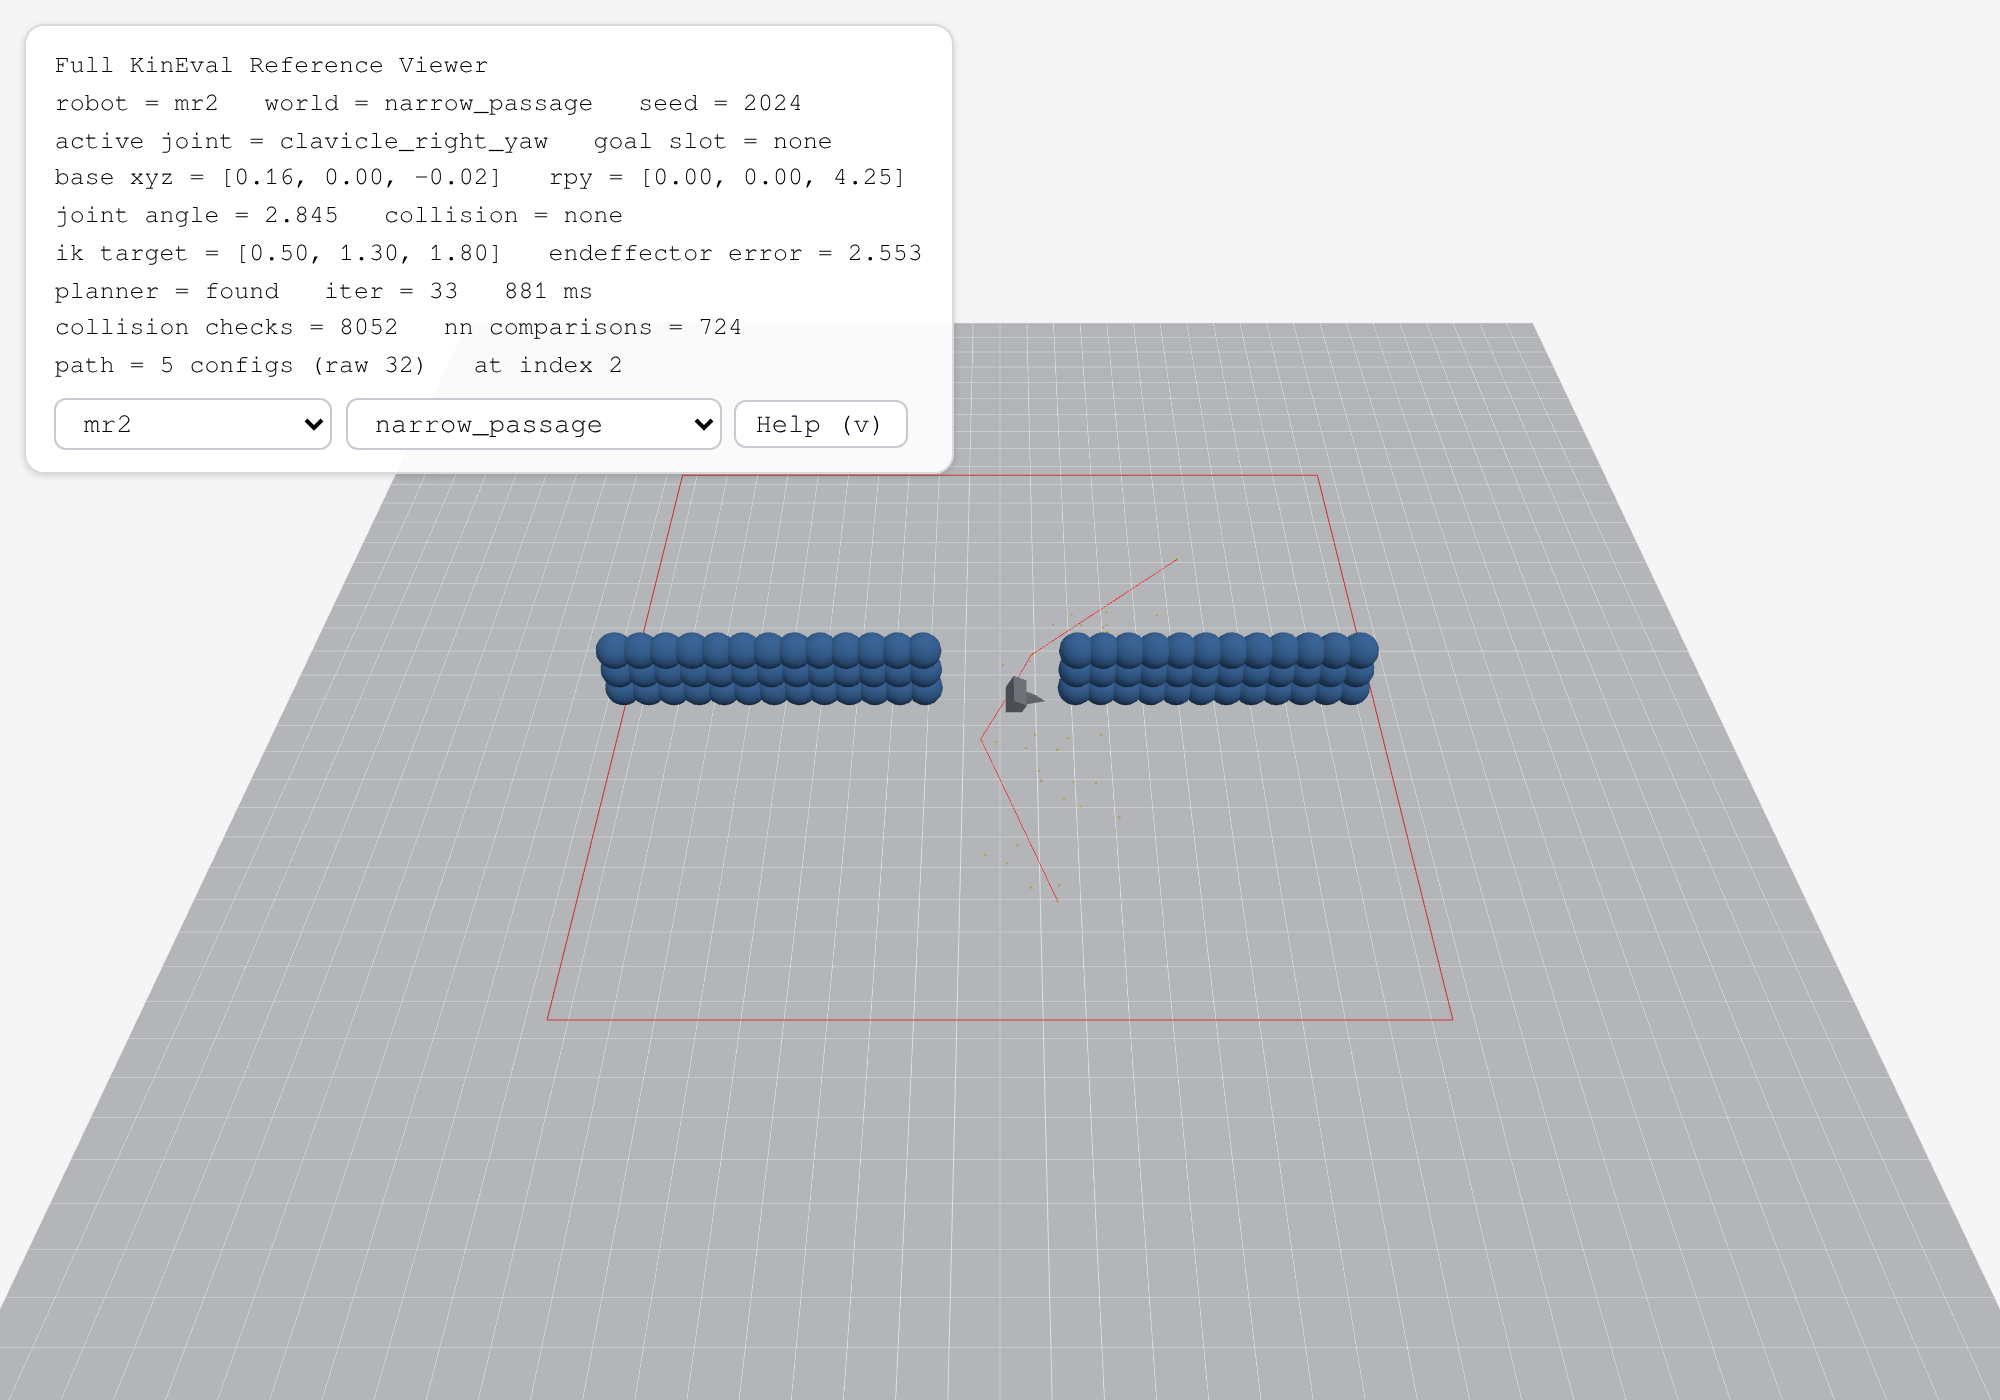 Full KinEval Reference Viewer
robot = mr2   world = narrow_passage   seed = 2024
active joint = clavicle_right_yaw   goal slot = none
base xyz = [0.16, 0.00, -0.02]   rpy = [0.00, 0.00, 4.25]
joint angle = 2.845   collision = none
ik target = [0.50, 1.30, 1.80]   endeffector error = 2.553
planner = found   iter = 33   881 ms
collision checks = 8052   nn comparisons = 724
path = 5 configs (raw 32)   at index 2
mr2   narrow_passage   Help (v)